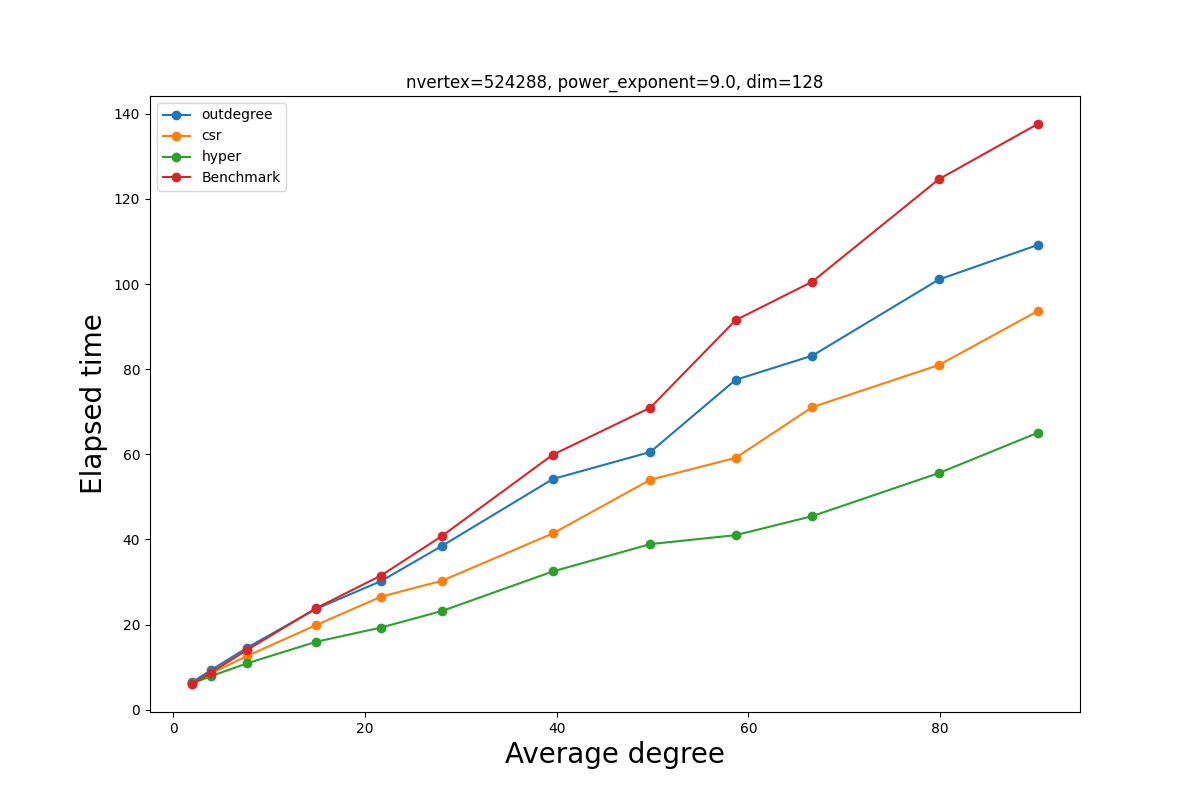 nvertex=524288, power_exponent=9.0, dim=128
outdegree
csr
hyper
Benchmark
140
120
100
80
60
40
20
0
Elapsed time
0 20 40 60 80
Average degree